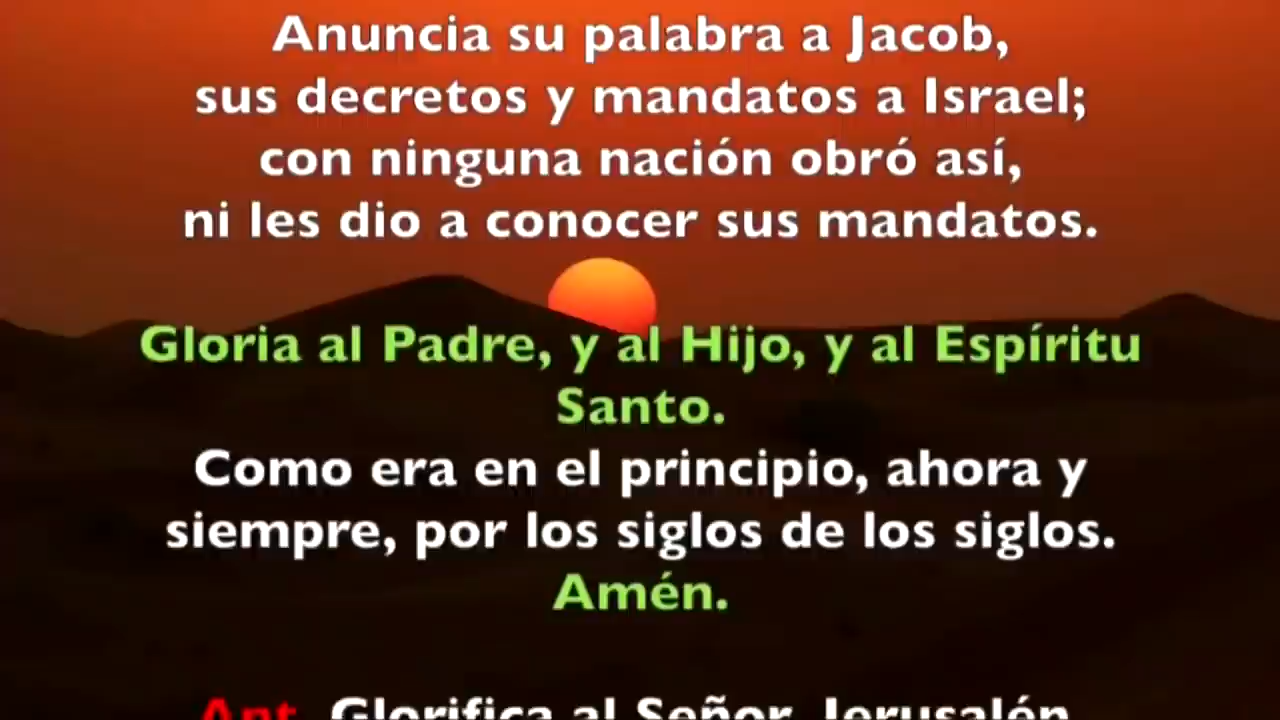 Anuncia su palabra a Jacob,
sus decretos y mandatos a Israel;
con ninguna nación obró así,
ni les dio a conocer sus mandatos.
Gloria al Padre, y al Hijo, y al Espíritu
Santo.
Como era en el principio, ahora y
siempre, por los siglos de los siglos.
Amén.
Ant. Glorifica al Señor, Jerusalén